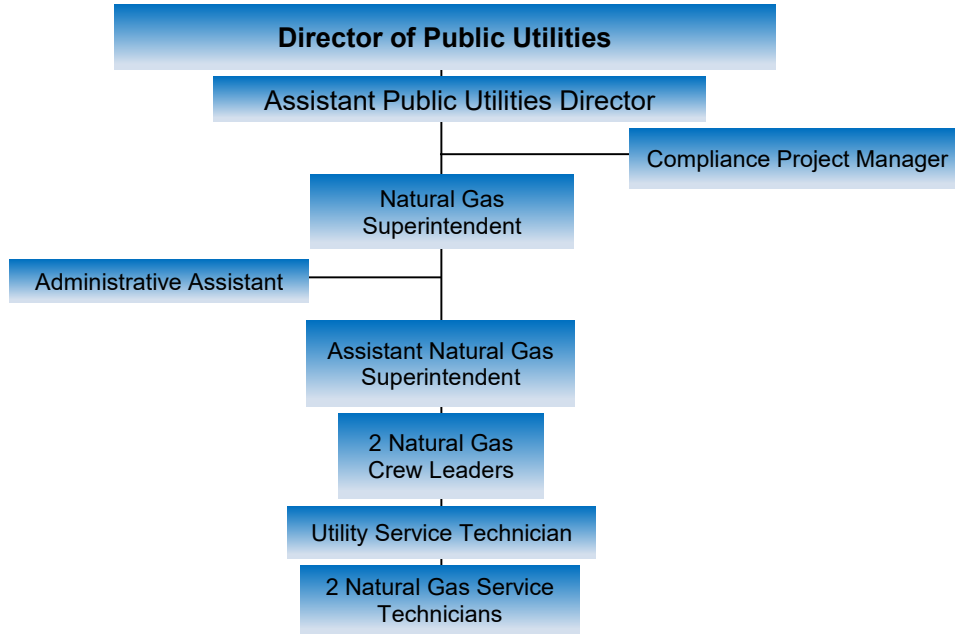 Director of Public Utilities
Assistant Public Utilities Director
Compliance Project Manager
Natural Gas
Superintendent
Administrative Assistant
Assistant Natural Gas
Superintendent
2 Natural Gas
Crew Leaders
Utility Service Technician
2 Natural Gas Service
Technicians